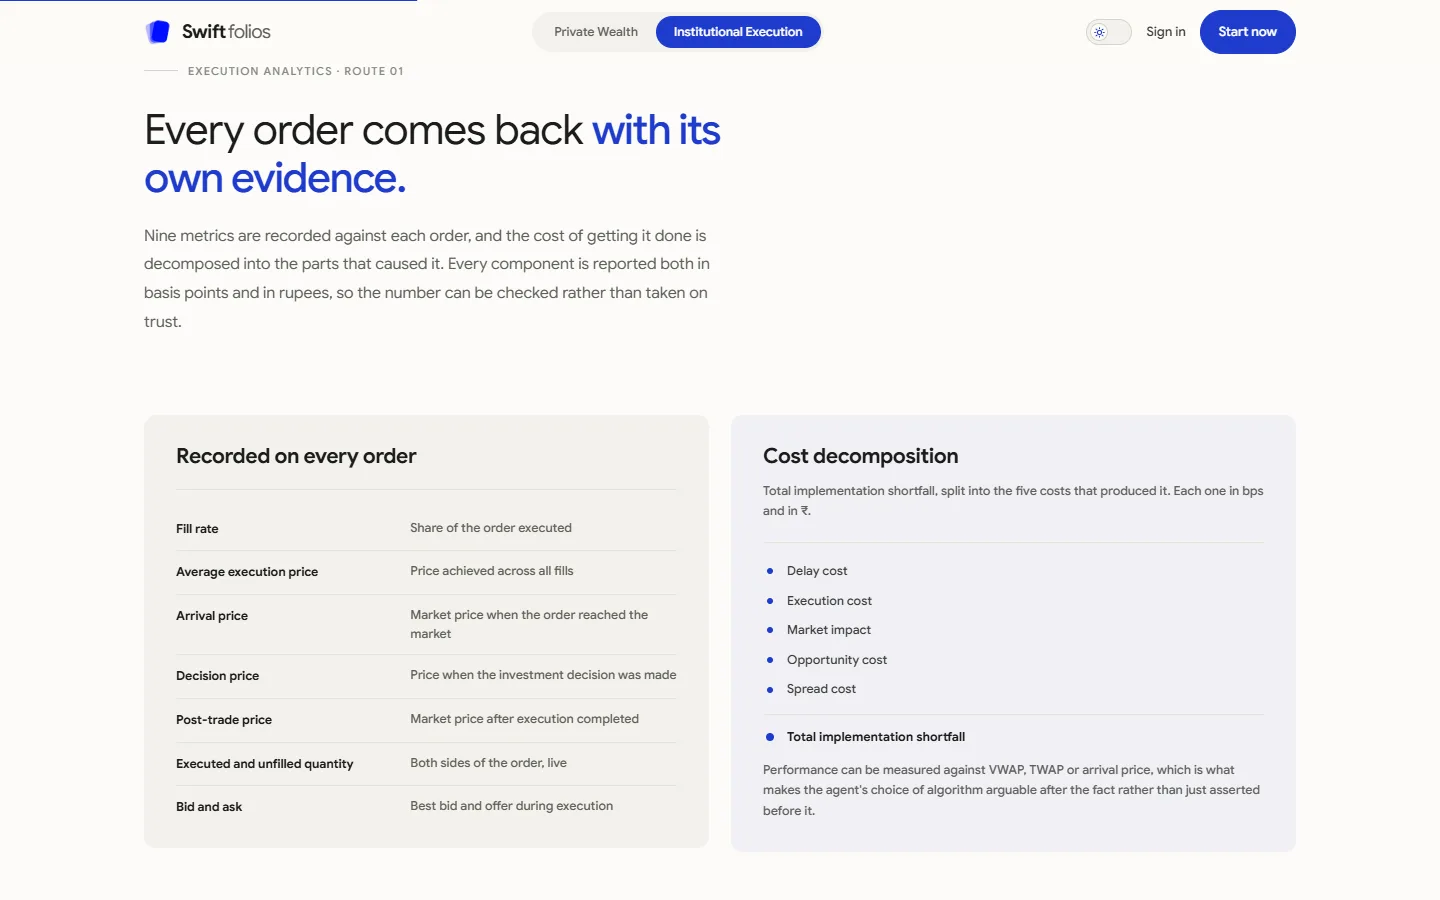 Swiftfolios
Private Wealth
Institutional Execution
Sign in
Start now
EXECUTION ANALYTICS · ROUTE 01
Every order comes back with its
own evidence.
Nine metrics are recorded against each order, and the cost of getting it done is
decomposed into the parts that caused it. Every component is reported both in
basis points and in rupees, so the number can be checked rather than taken on
trust.
Recorded on every order
Fill rate
Share of the order executed
Average execution price
Price achieved across all fills
Arrival price
Market price when the order reached the
market
Decision price
Price when the investment decision was made
Post-trade price
Market price after execution completed
Executed and unfilled quantity
Both sides of the order, live
Bid and ask
Best bid and offer during execution
Cost decomposition
Total implementation shortfall, split into the five costs that produced it. Each one in bps
and in ₹.
Delay cost
Execution cost
Market impact
Opportunity cost
Spread cost
Total implementation shortfall
Performance can be measured against VWAP, TWAP or arrival price, which is what
makes the agent's choice of algorithm arguable after the fact rather than just asserted
before it.